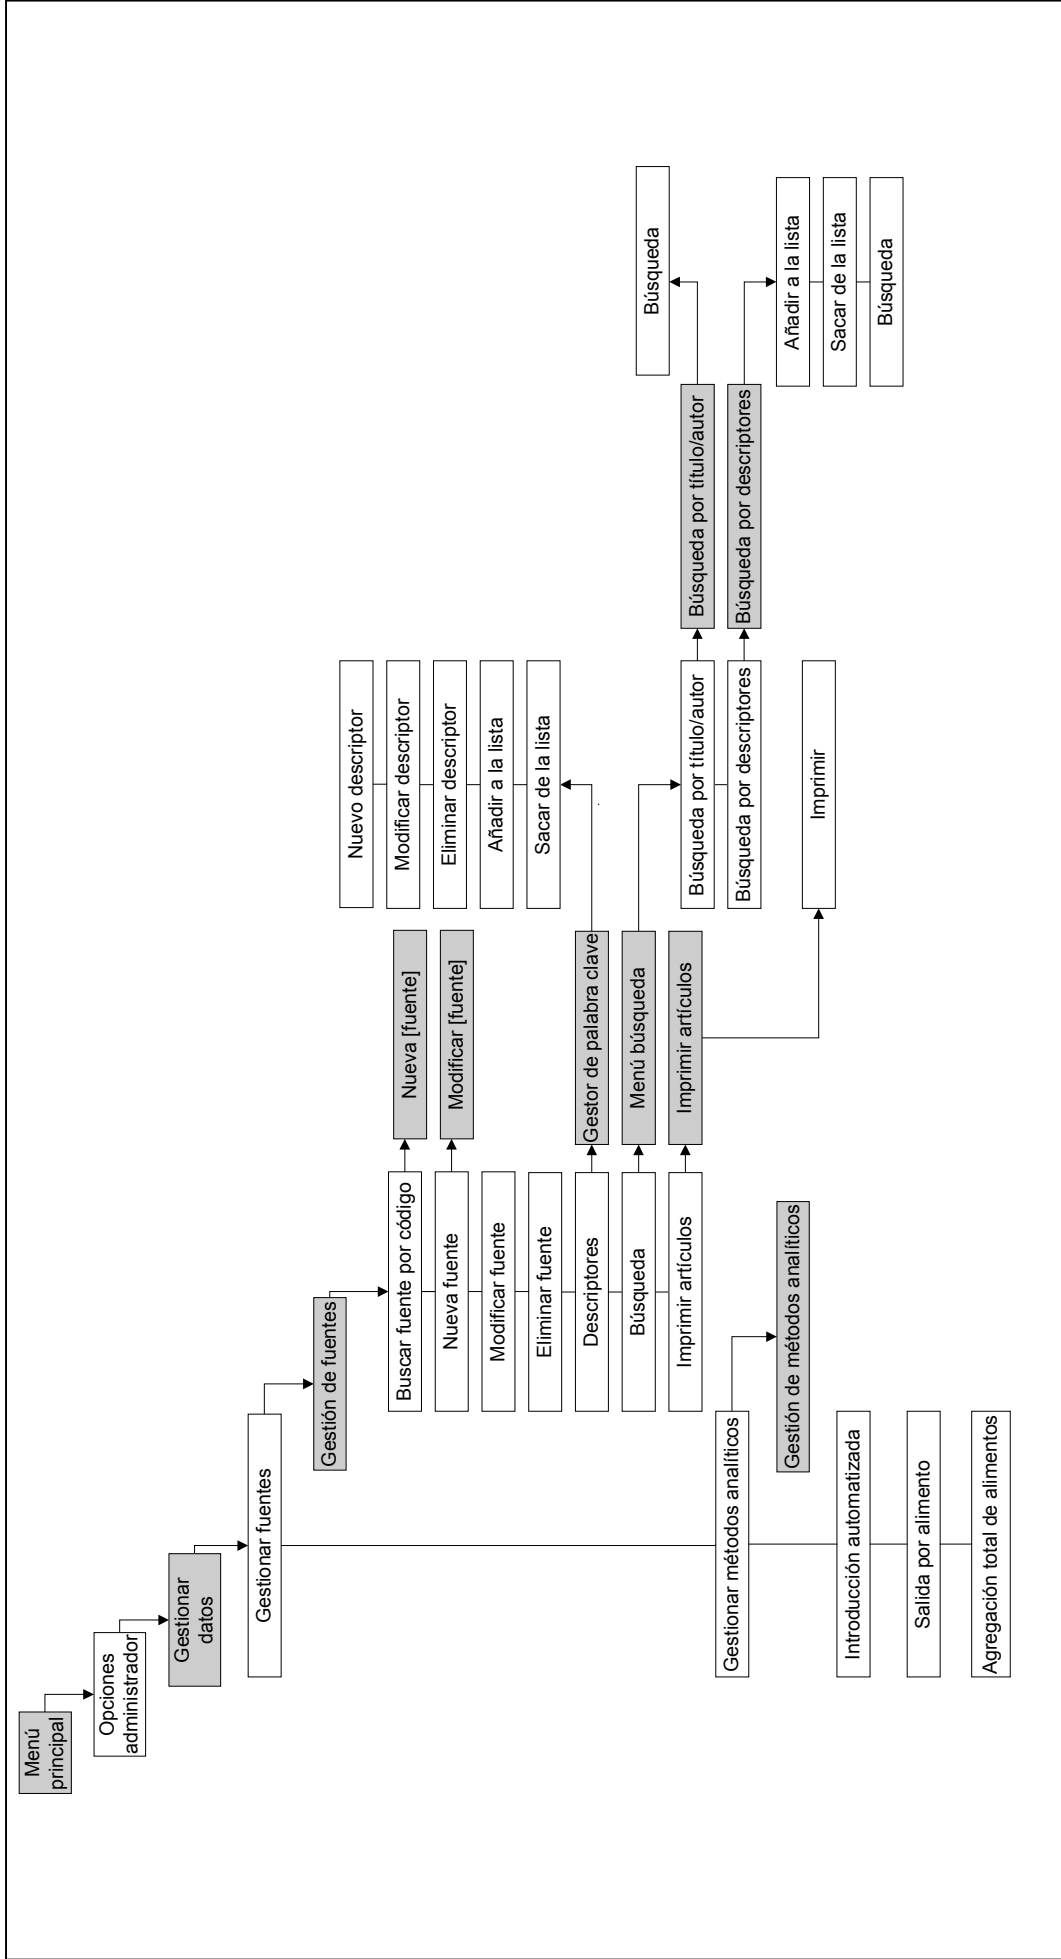 Menú
principal
Opciones
administrador
Gestionar
datos
Gestionar fuentes
Gestión de fuentes
Buscar fuente por código
Nueva fuente
Modificar fuente
Eliminar fuente
Descriptores
Búsqueda
Imprimir artículos
Nueva [fuente]
Modificar [fuente]
Gestor de palabra clave
Menú búsqueda
Imprimir artículos
Nuevo descriptor
Modificar descriptor
Eliminar descriptor
Añadir a la lista
Sacar de la lista
Búsqueda por título/autor
Búsqueda por descriptores
Imprimir
Búsqueda por título/autor
Búsqueda por descriptores
Búsqueda
Añadir a la lista
Sacar de la lista
Búsqueda
Gestionar métodos analíticos
Gestión de métodos analíticos
Introducción automatizada
Salida por alimento
Agregación total de alimentos